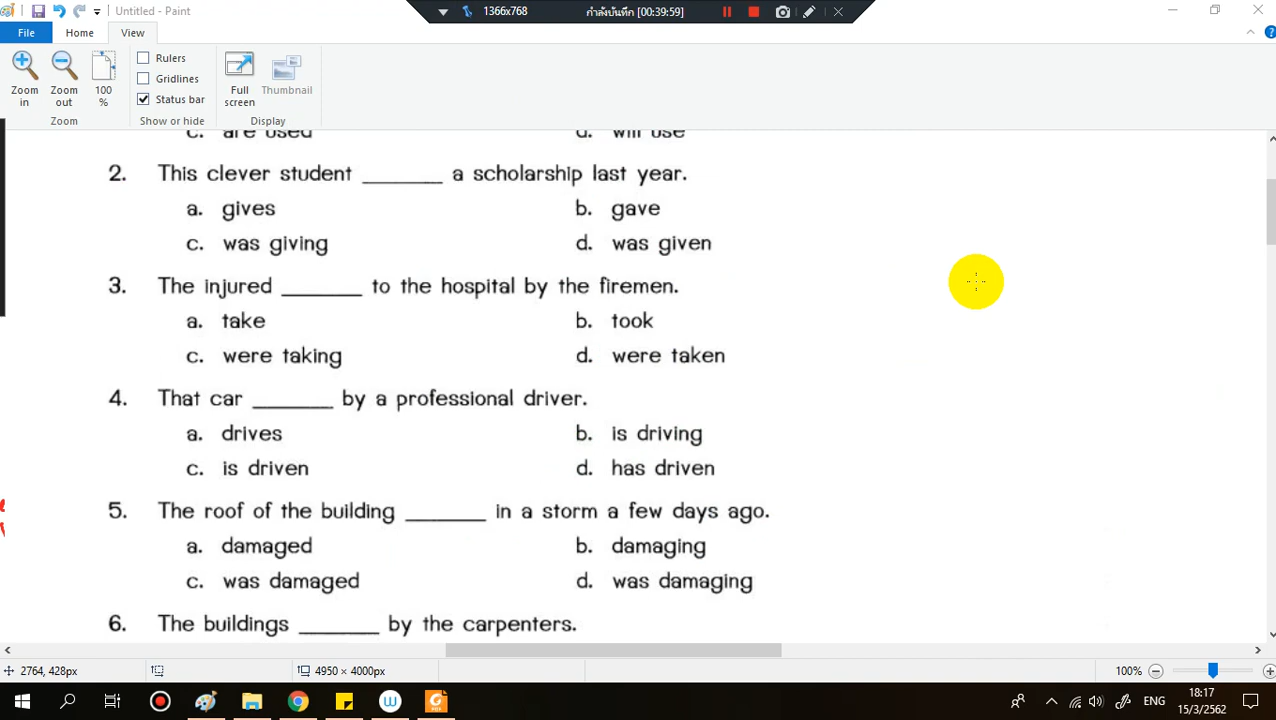 Untitled - Paint
1366x768
กำลังบันทึก [00:39:59]
File
Home
View
Zoom in
Zoom out
100 %
Rulers
Gridlines
Status bar
Full screen
Thumbnail
Zoom
Show or hide
Display
c. are used d. will use
2. This clever student _______ a scholarship last year.
a. gives b. gave
c. was giving d. was given
3. The injured _______ to the hospital by the firemen.
a. take b. took
c. were taking d. were taken
4. That car _______ by a professional driver.
a. drives b. is driving
c. is driven d. has driven
5. The roof of the building _______ in a storm a few days ago.
a. damaged b. damaging
c. was damaged d. was damaging
6. The buildings _______ by the carpenters.
2764, 428px
4950 × 4000px
100%
ENG
18:17
15/3/2562